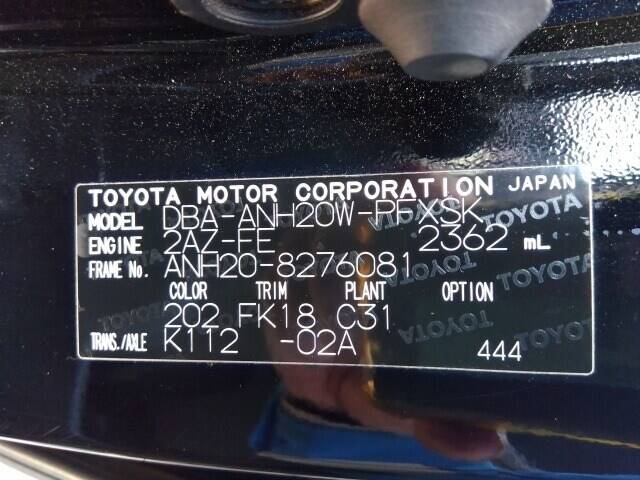 TOYOTA MOTOR CORPORATION JAPAN
MODEL DBA-ANH20W-PFXSK
ENGINE 2AZ-FE 2362 mL
FRAME No. ANH20-8276081
COLOR TRIM PLANT OPTION
202 FK18 C31
TRANS./AXLE K112 -02A 444